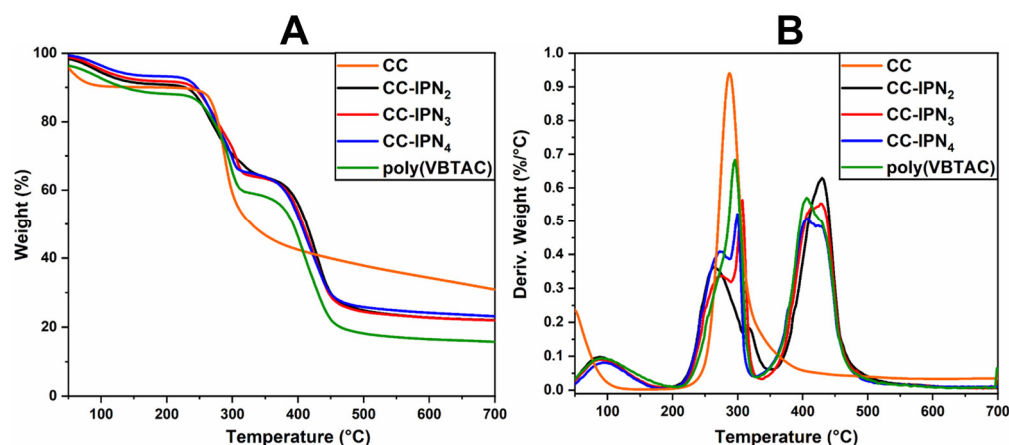 A
100
80
60
40
20
0
Weight (%)
100
200
300
400
500
600
700
Temperature (°C)
CC
CC-IPN₂
CC-IPN₃
CC-IPN₄
poly(VBTAC)
B
1.0
0.9
0.8
0.7
0.6
0.5
0.4
0.3
0.2
0.1
0.0
Deriv. Weight (%/°C)
100
200
300
400
500
600
700
Temperature (°C)
CC
CC-IPN₂
CC-IPN₃
CC-IPN₄
poly(VBTAC)